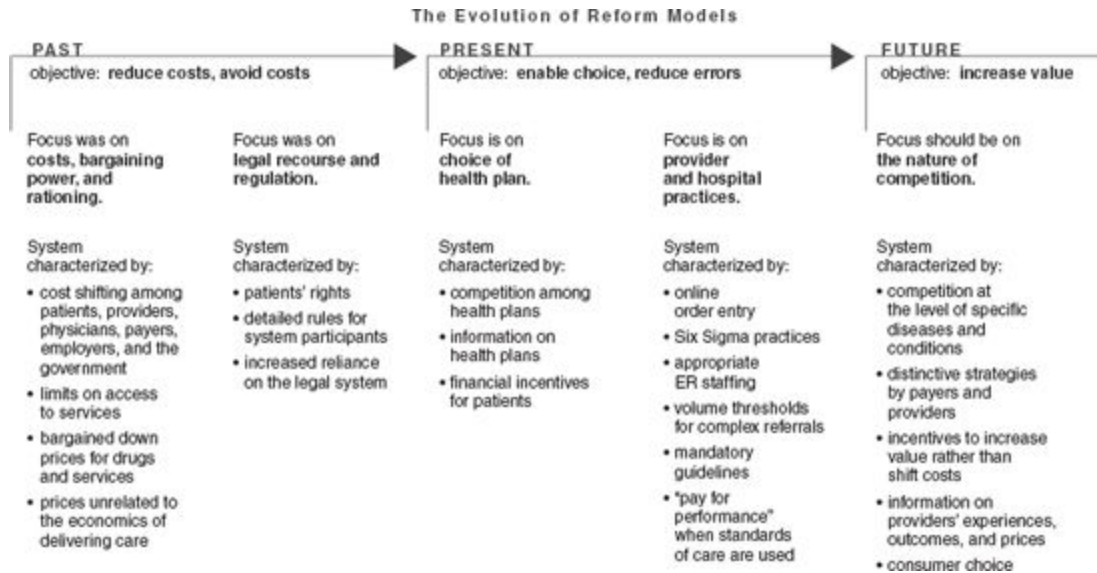 The Evolution of Reform Models
PAST
objective: reduce costs, avoid costs
Focus was on
costs, bargaining
power, and
rationing.
System
characterized by:
• cost shifting among
patients, providers,
physicians, payers,
employers, and the
government
• limits on access
to services
• bargained down
prices for drugs
and services
• prices unrelated to
the economics of
delivering care
Focus was on
legal recourse and
regulation.
System
characterized by:
• patients' rights
• detailed rules for
system participants
• increased reliance
on the legal system
PRESENT
objective: enable choice, reduce errors
Focus is on
choice of
health plan.
System
characterized by:
• competition among
health plans
• information on
health plans
• financial incentives
for patients
Focus is on
provider
and hospital
practices.
System
characterized by:
• online
order entry
• Six Sigma practices
• appropriate
ER staffing
• volume thresholds
for complex referrals
• mandatory
guidelines
• "pay for
performance"
when standards
of care are used
FUTURE
objective: increase value
Focus should be on
the nature of
competition.
System
characterized by:
• competition at
the level of specific
diseases and
conditions
• distinctive strategies
by payers and
providers
• incentives to increase
value rather than
shift costs
• information on
providers' experiences,
outcomes, and prices
• consumer choice